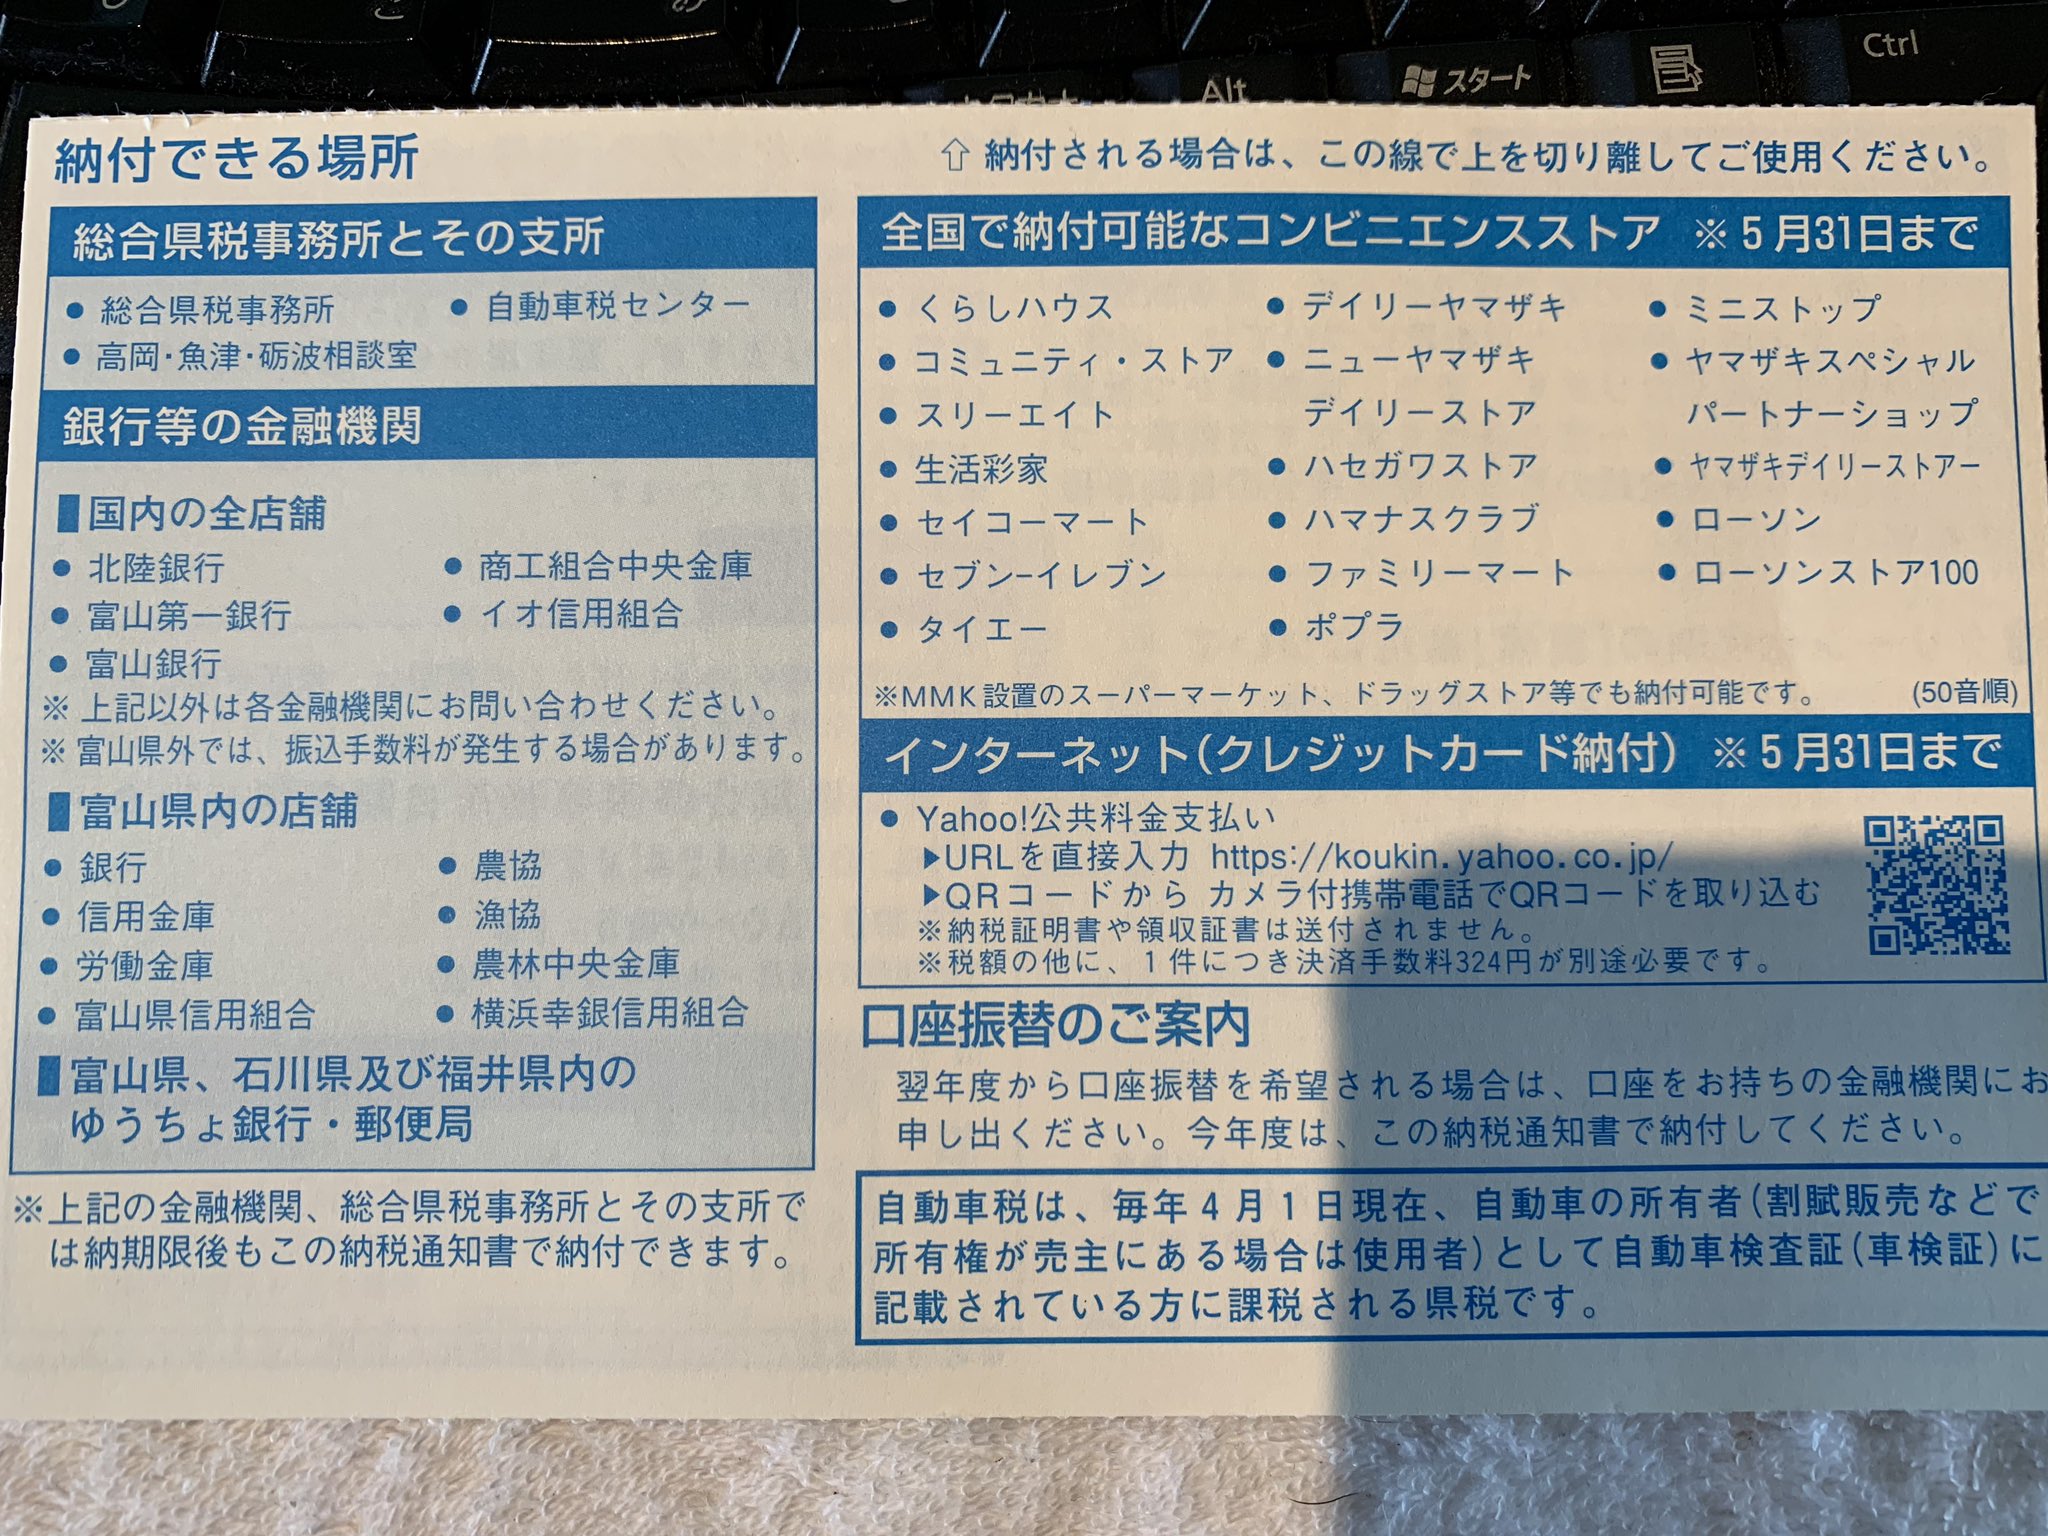 Alt
スタート
Ctrl
納付できる場所
⇧ 納付される場合は、この線で上を切り離してご使用ください。
総合県税事務所とその支所
● 総合県税事務所 ● 自動車税センター
● 高岡・魚津・砺波相談室
銀行等の金融機関
■国内の全店舗
● 北陸銀行 ● 商工組合中央金庫
● 富山第一銀行 ● イオ信用組合
● 富山銀行
※ 上記以外は各金融機関にお問い合わせください。
※ 富山県外では、振込手数料が発生する場合があります。
■富山県内の店舗
● 銀行 ● 農協
● 信用金庫 ● 漁協
● 労働金庫 ● 農林中央金庫
● 富山県信用組合 ● 横浜幸銀信用組合
■富山県、石川県及び福井県内の
ゆうちょ銀行・郵便局
※上記の金融機関、総合県税事務所とその支所で
は納期限後もこの納税通知書で納付できます。
全国で納付可能なコンビニエンスストア ※5月31日まで
● くらしハウス ● デイリーヤマザキ ● ミニストップ
● コミュニティ・ストア ● ニューヤマザキ ● ヤマザキスペシャル
● スリーエイト デイリーストア パートナーショップ
● 生活彩家 ● ハセガワストア ● ヤマザキデイリーストアー
● セイコーマート ● ハマナスクラブ ● ローソン
● セブン-イレブン ● ファミリーマート ● ローソンストア100
● タイエー ● ポプラ
※MMK設置のスーパーマーケット、ドラッグストア等でも納付可能です。 (50音順)
インターネット(クレジットカード納付) ※5月31日まで
● Yahoo!公共料金支払い
▶URLを直接入力 https://koukin.yahoo.co.jp/
▶QRコードから カメラ付携帯電話でQRコードを取り込む
※納税証明書や領収証書は送付されません。
※税額の他に、1件につき決済手数料324円が別途必要です。
口座振替のご案内
翌年度から口座振替を希望される場合は、口座をお持ちの金融機関にお
申し出ください。今年度は、この納税通知書で納付してください。
自動車税は、毎年4月1日現在、自動車の所有者(割賦販売などで
所有権が売主にある場合は使用者)として自動車検査証(車検証)に
記載されている方に課税される県税です。